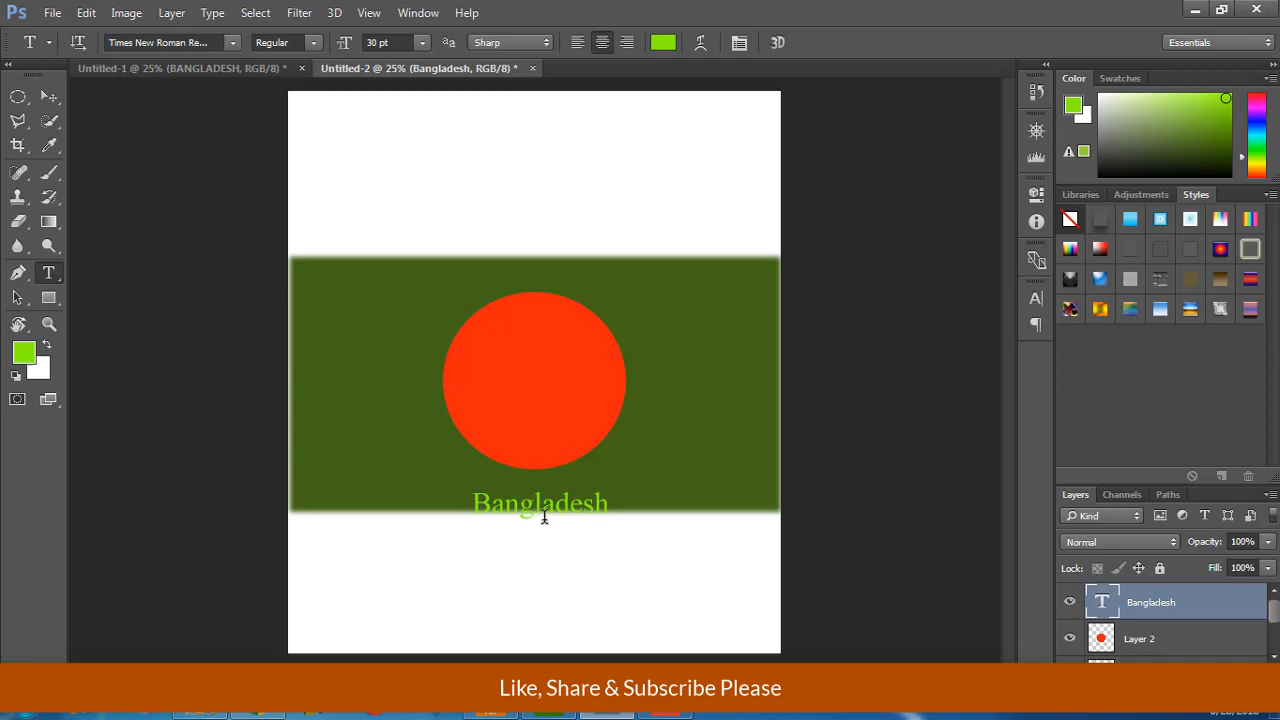 Ps File Edit Image Layer Type Select Filter 3D View Window Help
T Times New Roman Re... Regular 30 pt Sharp 3D Essentials
Untitled-1 @ 25% (BANGLADESH, RGB/8) * × Untitled-2 @ 25% (Bangladesh, RGB/8) * ×
Color Swatches
Libraries Adjustments Styles
Bangladesh
Layers Channels Paths
Kind
Normal Opacity: 100%
Lock: Fill: 100%
Bangladesh
Layer 2
Like, Share & Subscribe Please